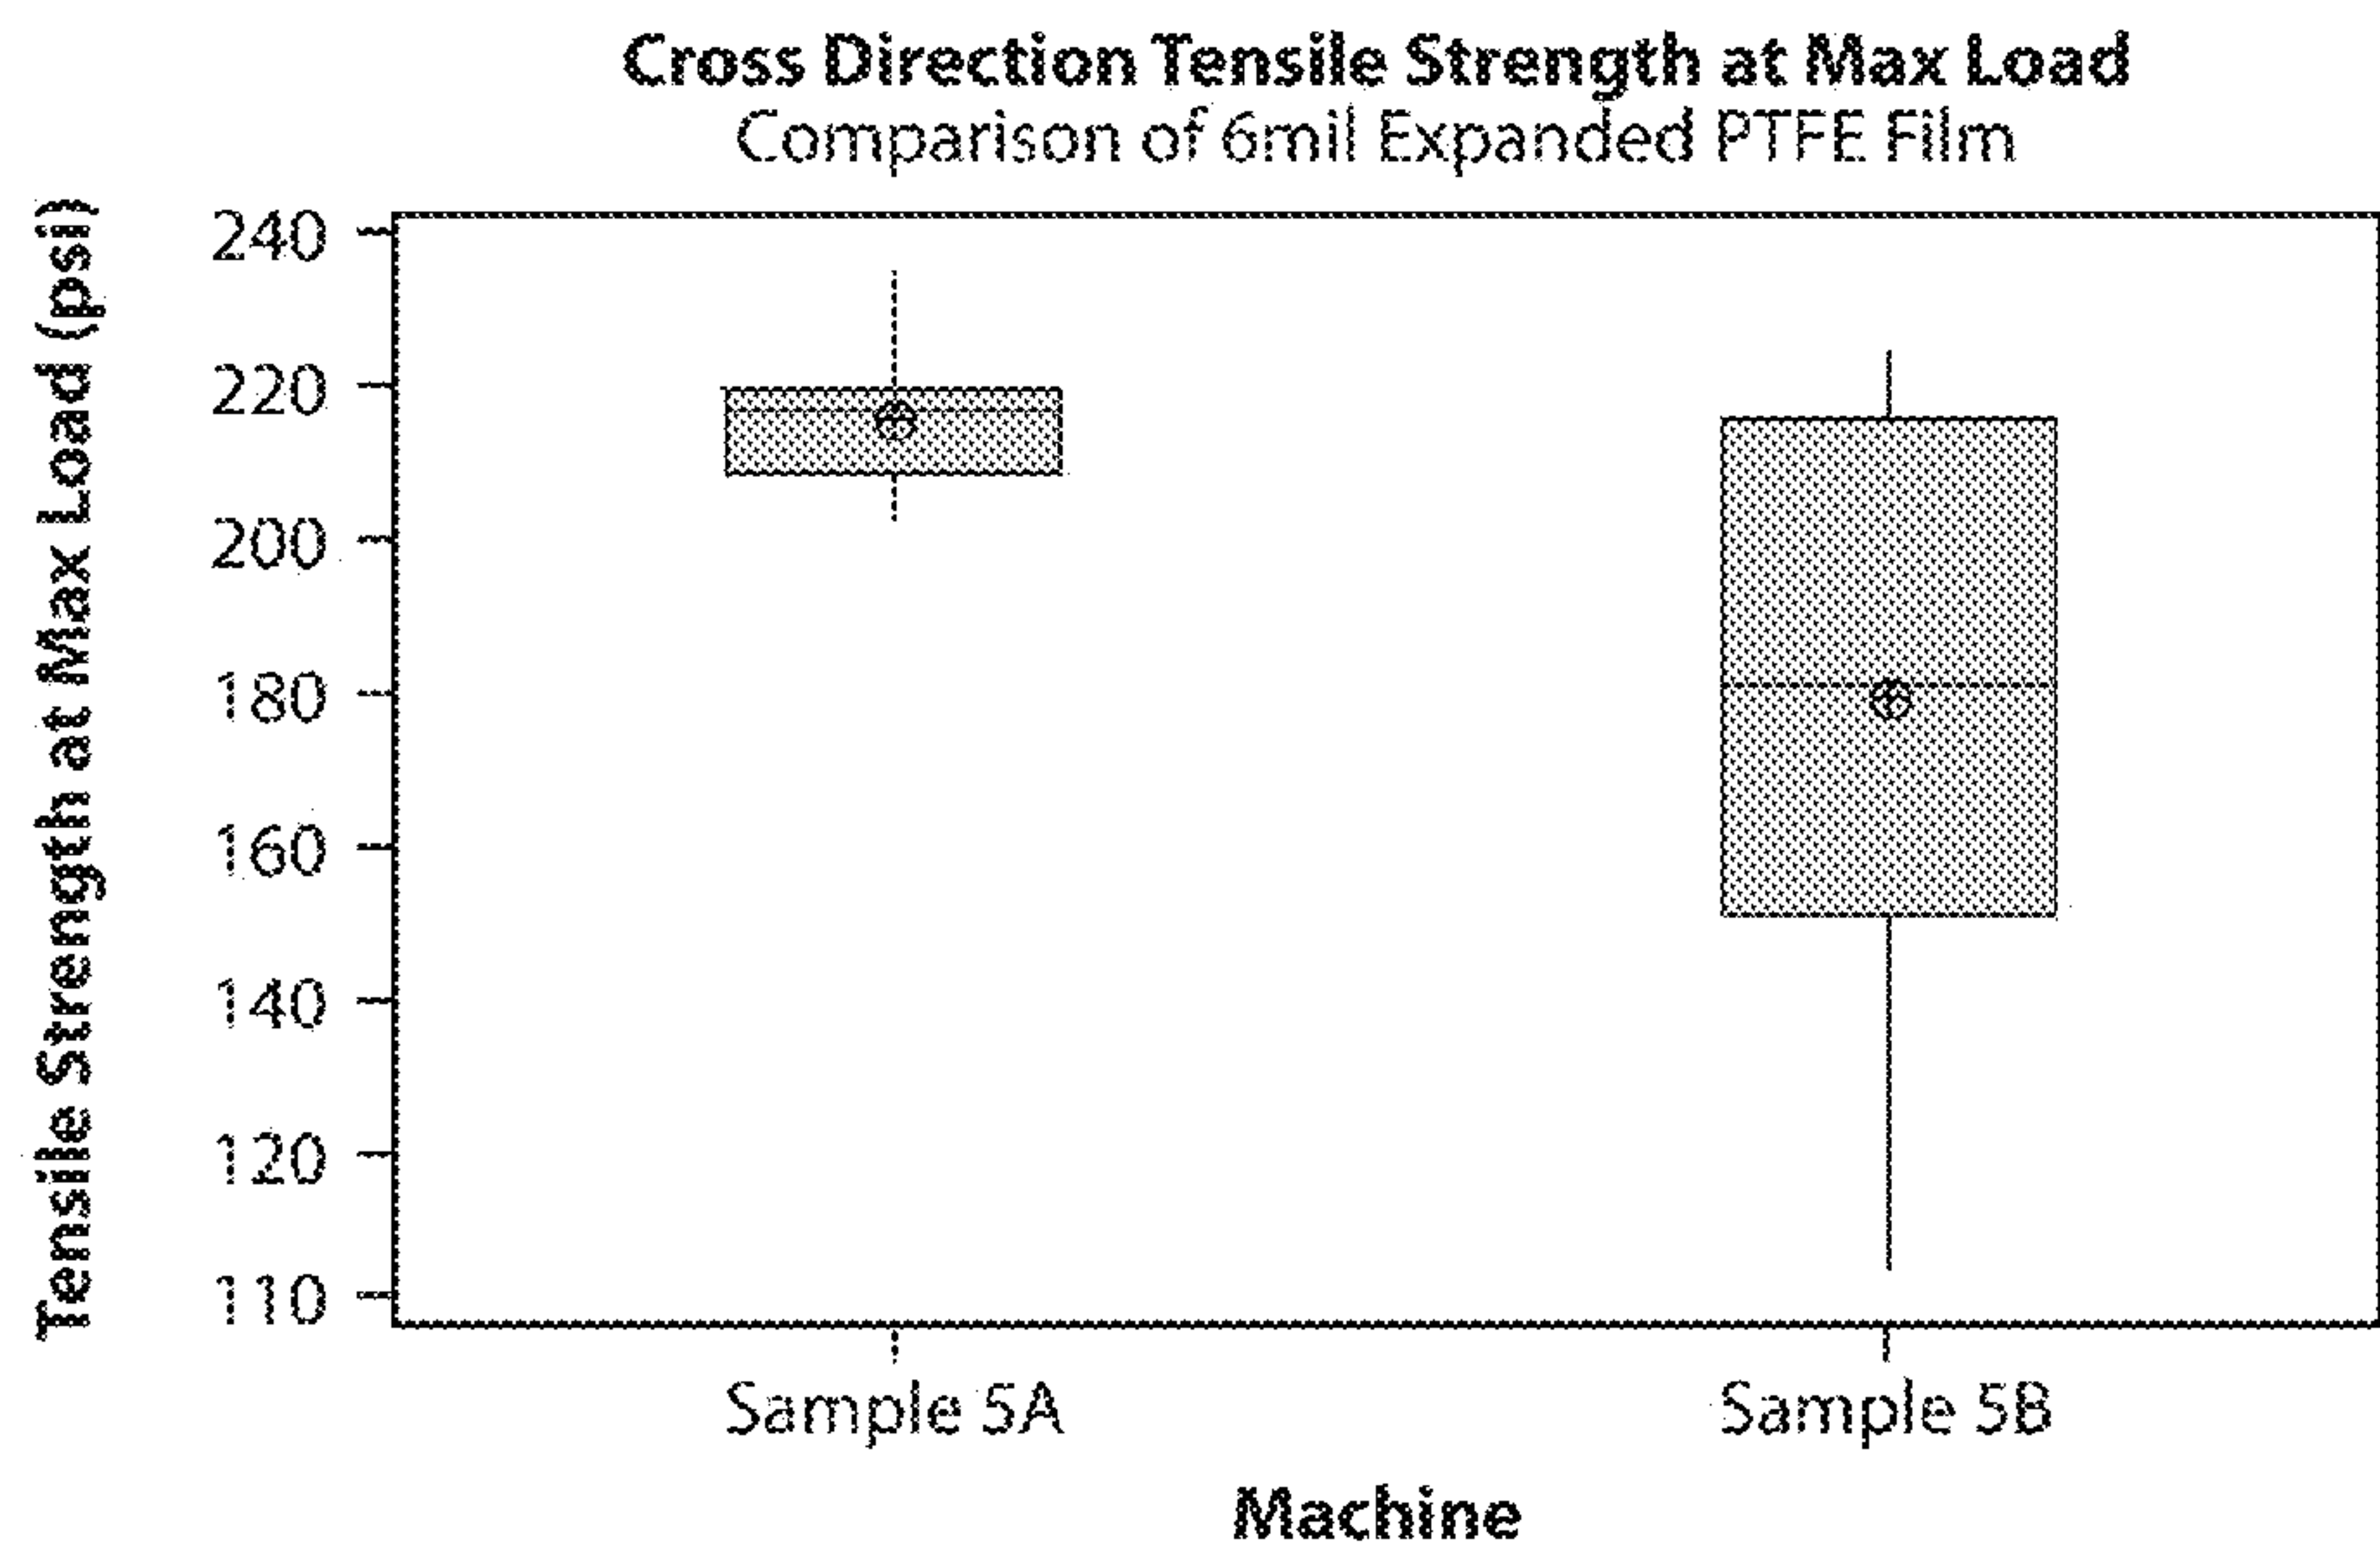 Cross Direction Tensile Strength at Max Load
Comparison of 6mil Expanded PTFE Film
Tensile Strength at Max Load (psi)
240
220
200
180
160
140
120
110
Sample 5A
Sample 5B
Machine